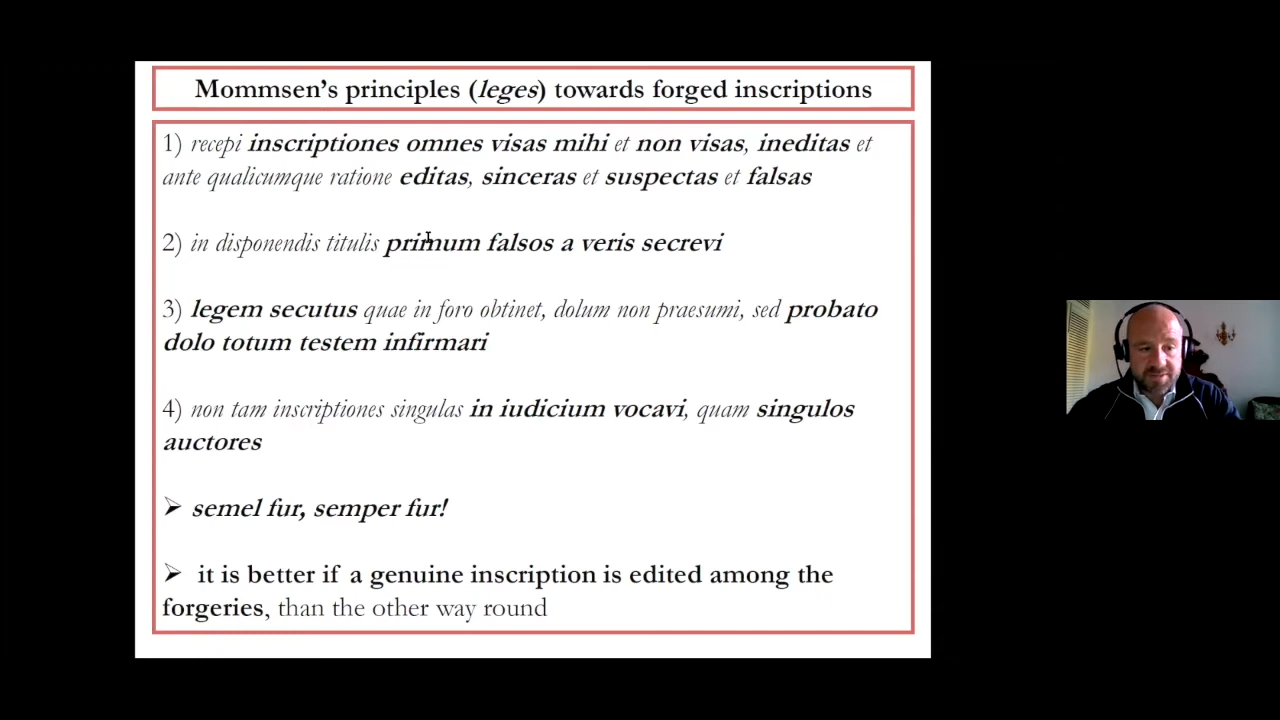 Mommsen's principles (leges) towards forged inscriptions
1) recepi inscriptiones omnes visas mihi et non visas, ineditas et
ante qualicumque ratione editas, sinceras et suspectas et falsas
2) in disponendis titulis primum falsos a veris secrevi
3) legem secutus quae in foro obtinet, dolum non praesumi, sed probato
dolo totum testem infirmari
4) non tam inscriptiones singulas in iudicium vocavi, quam singulos
auctores
➢ semel fur, semper fur!
➢ it is better if a genuine inscription is edited among the
forgeries, than the other way round